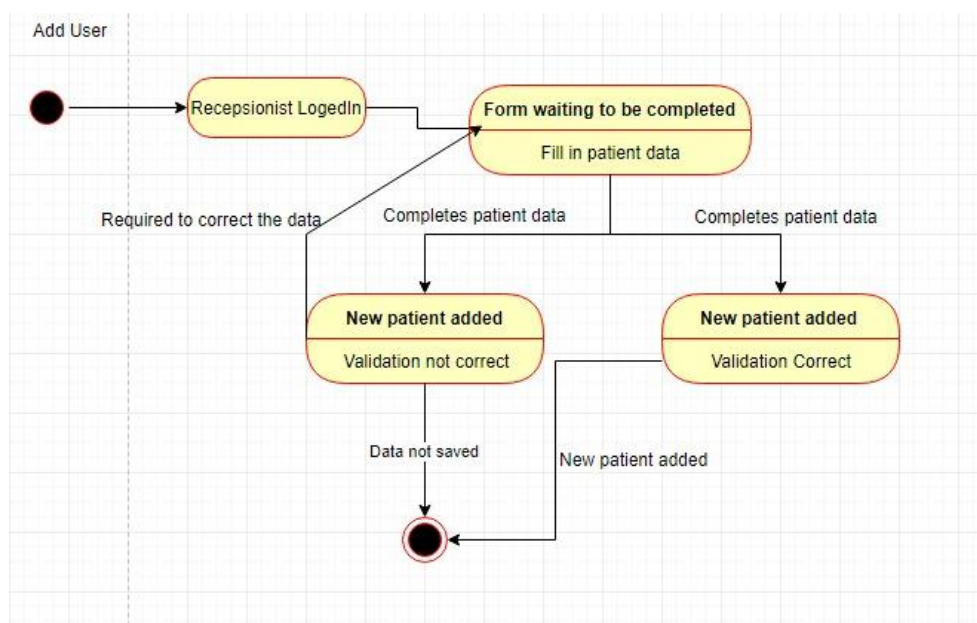 Add User
Recepsionist LogedIn
Form waiting to be completed
Fill in patient data
Required to correct the data
Completes patient data
Completes patient data
New patient added
Validation not correct
New patient added
Validation Correct
Data not saved
New patient added